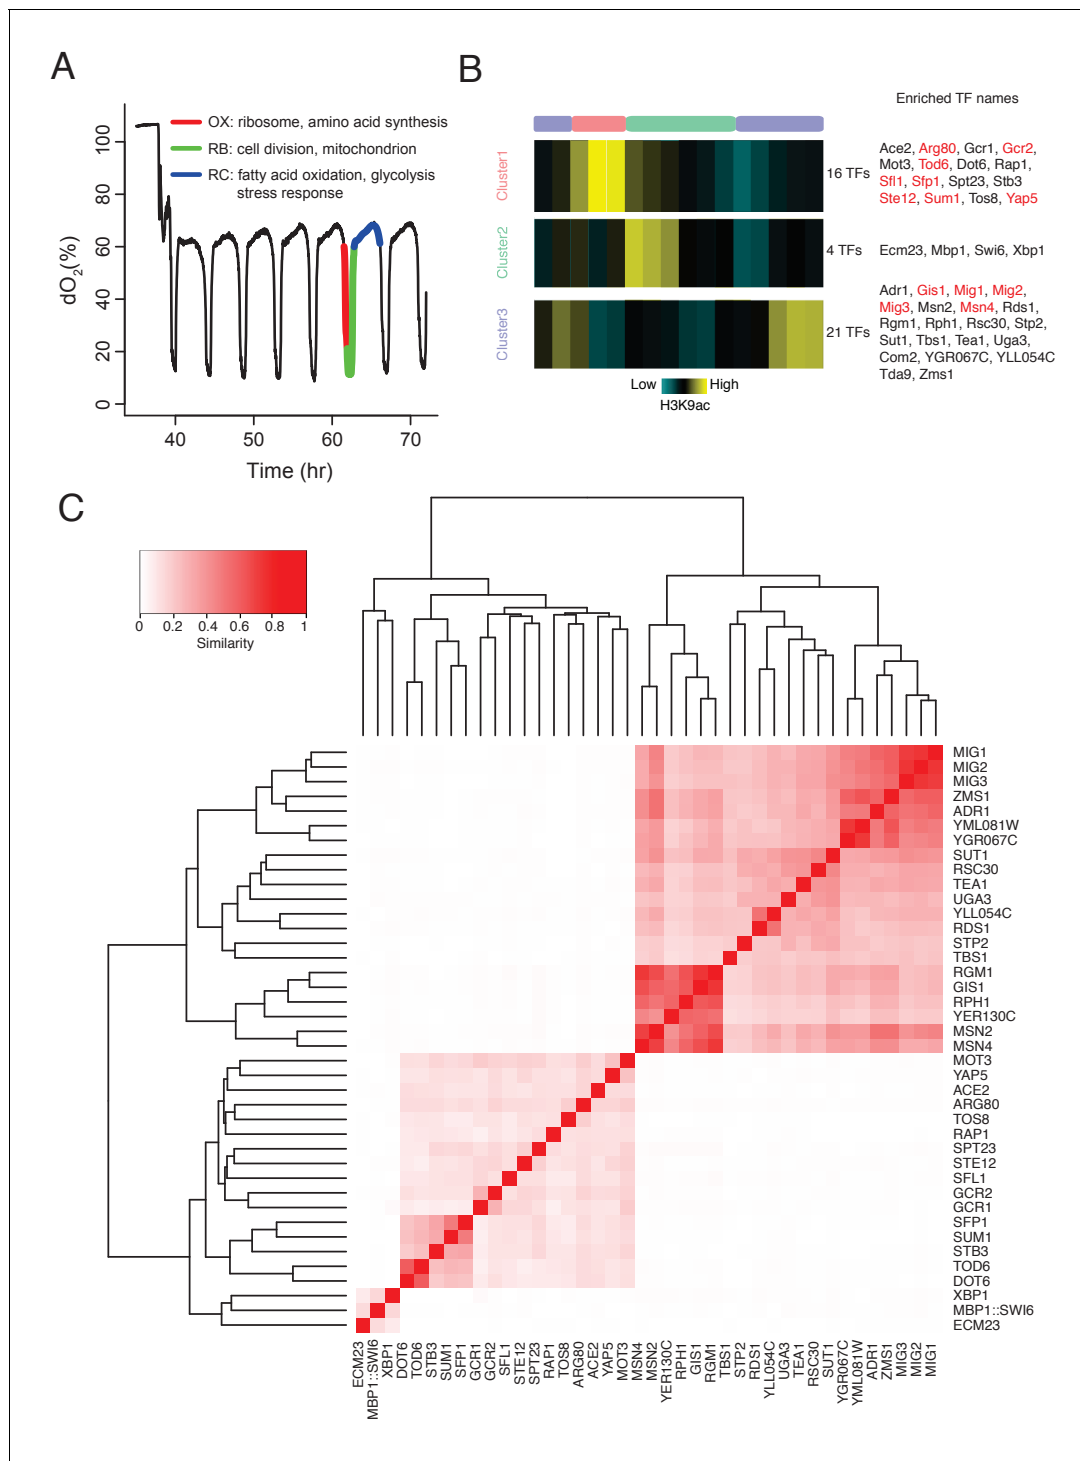 A
OX: ribosome, amino acid synthesis
RB: cell division, mitochondrion
RC: fatty acid oxidation, glycolysis
stress response
dO2(%)
100
80
60
40
20
0
40
50
60
70
Time (hr)
B
Enriched TF names
Cluster1
16 TFs
Ace2, Arg80, Gcr1, Gcr2,
Mot3, Tod6, Dot6, Rap1,
Sfl1, Sfp1, Spt23, Stb3
Ste12, Sum1, Tos8, Yap5
Cluster2
4 TFs
Ecm23, Mbp1, Swi6, Xbp1
Cluster3
21 TFs
Adr1, Gis1, Mig1, Mig2,
Mig3, Msn2, Msn4, Rds1,
Rgm1, Rph1, Rsc30, Stp2,
Sut1, Tbs1, Tea1, Uga3,
Com2, YGR067C, YLL054C
Tda9, Zms1
Low High
H3K9ac
C
0 0.2 0.4 0.6 0.8 1
Similarity
MIG1
MIG2
MIG3
ZMS1
ADR1
YML081W
YGR067C
SUT1
RSC30
TEA1
UGA3
YLL054C
RDS1
STP2
TBS1
RGM1
GIS1
RPH1
YER130C
MSN2
MSN4
MOT3
YAP5
ACE2
ARG80
TOS8
RAP1
SPT23
STE12
SFL1
GCR2
GCR1
SFP1
SUM1
STB3
TOD6
DOT6
XBP1
MBP1::SWI6
ECM23
ECM23
MBP1::SWI6
XBP1
DOT6
TOD6
STB3
SUM1
SFP1
GCR1
GCR2
SFL1
STE12
SPT23
RAP1
TOS8
ARG80
ACE2
YAP5
MOT3
MSN4
MSN2
YER130C
RPH1
GIS1
RGM1
TBS1
STP2
RDS1
YLL054C
UGA3
TEA1
RSC30
SUT1
YGR067C
YML081W
ADR1
ZMS1
MIG3
MIG2
MIG1